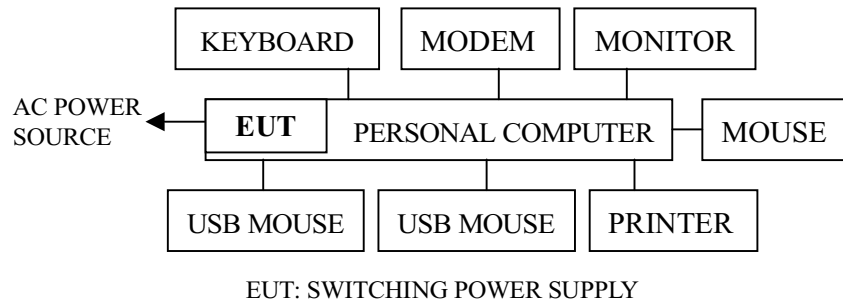 KEYBOARD
MODEM
MONITOR
AC POWER
SOURCE
EUT
PERSONAL COMPUTER
MOUSE
USB MOUSE
USB MOUSE
PRINTER
EUT: SWITCHING POWER SUPPLY